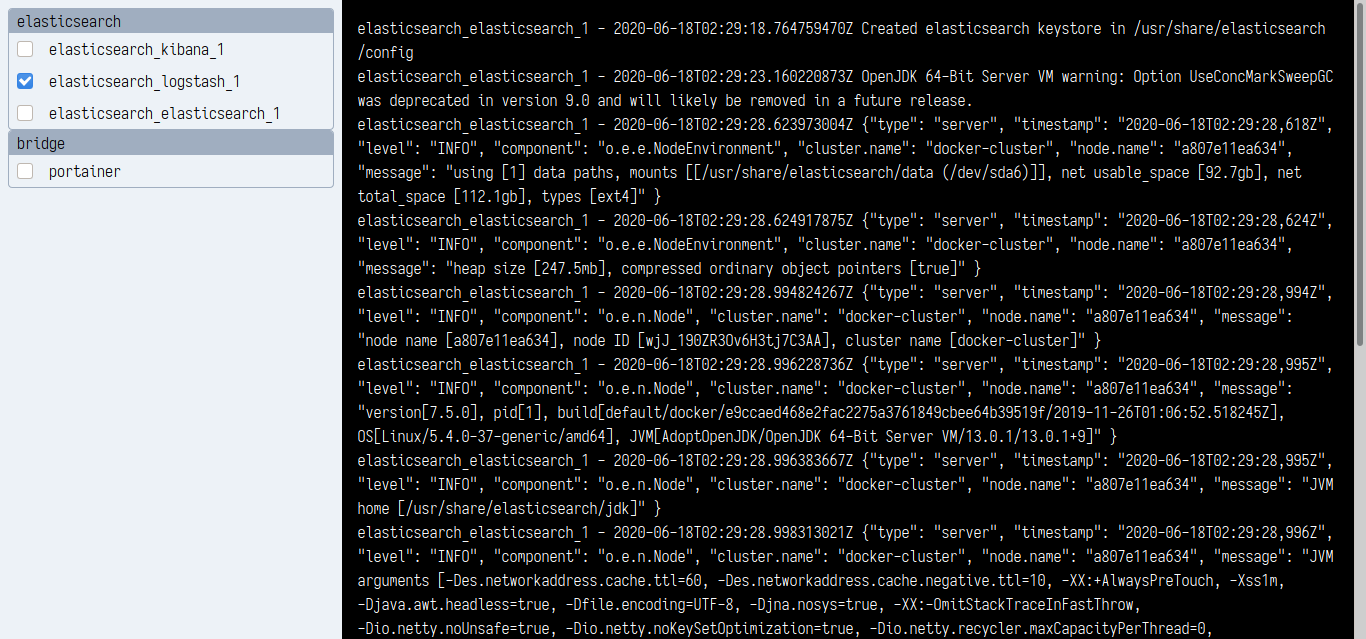 elasticsearch
elasticsearch_kibana_1
elasticsearch_logstash_1
elasticsearch_elasticsearch_1
bridge
portainer
elasticsearch_elasticsearch_1 - 2020-06-18T02:29:18.764759470Z Created elasticsearch keystore in /usr/share/elasticsearch
/config
elasticsearch_elasticsearch_1 - 2020-06-18T02:29:23.160220873Z OpenJDK 64-Bit Server VM warning: Option UseConcMarkSweepGC
was deprecated in version 9.0 and will likely be removed in a future release.
elasticsearch_elasticsearch_1 - 2020-06-18T02:29:28.623973004Z {"type": "server", "timestamp": "2020-06-18T02:29:28,618Z",
"level": "INFO", "component": "o.e.e.NodeEnvironment", "cluster.name": "docker-cluster", "node.name": "a807e11ea634",
"message": "using [1] data paths, mounts [[/usr/share/elasticsearch/data (/dev/sda6)]], net usable_space [92.7gb], net
total_space [112.1gb], types [ext4]" }
elasticsearch_elasticsearch_1 - 2020-06-18T02:29:28.624917875Z {"type": "server", "timestamp": "2020-06-18T02:29:28,624Z",
"level": "INFO", "component": "o.e.e.NodeEnvironment", "cluster.name": "docker-cluster", "node.name": "a807e11ea634",
"message": "heap size [247.5mb], compressed ordinary object pointers [true]" }
elasticsearch_elasticsearch_1 - 2020-06-18T02:29:28.994824267Z {"type": "server", "timestamp": "2020-06-18T02:29:28,994Z",
"level": "INFO", "component": "o.e.n.Node", "cluster.name": "docker-cluster", "node.name": "a807e11ea634", "message":
"node name [a807e11ea634], node ID [wjJ_190ZR3Ov6H3tj7C3AA], cluster name [docker-cluster]" }
elasticsearch_elasticsearch_1 - 2020-06-18T02:29:28.996228736Z {"type": "server", "timestamp": "2020-06-18T02:29:28,995Z",
"level": "INFO", "component": "o.e.n.Node", "cluster.name": "docker-cluster", "node.name": "a807e11ea634", "message":
"version[7.5.0], pid[1], build[default/docker/e9ccaed468e2fac2275a3761849cbee64b39519f/2019-11-26T01:06:52.518245Z],
OS[Linux/5.4.0-37-generic/amd64], JVM[AdoptOpenJDK/OpenJDK 64-Bit Server VM/13.0.1/13.0.1+9]" }
elasticsearch_elasticsearch_1 - 2020-06-18T02:29:28.996383667Z {"type": "server", "timestamp": "2020-06-18T02:29:28,995Z",
"level": "INFO", "component": "o.e.n.Node", "cluster.name": "docker-cluster", "node.name": "a807e11ea634", "message": "JVM
home [/usr/share/elasticsearch/jdk]" }
elasticsearch_elasticsearch_1 - 2020-06-18T02:29:28.998313021Z {"type": "server", "timestamp": "2020-06-18T02:29:28,996Z",
"level": "INFO", "component": "o.e.n.Node", "cluster.name": "docker-cluster", "node.name": "a807e11ea634", "message": "JVM
arguments [-Des.networkaddress.cache.ttl=60, -Des.networkaddress.cache.negative.ttl=10, -XX:+AlwaysPreTouch, -Xss1m,
-Djava.awt.headless=true, -Dfile.encoding=UTF-8, -Djna.nosys=true, -XX:-OmitStackTraceInFastThrow,
-Dio.netty.noUnsafe=true, -Dio.netty.noKeySetOptimization=true, -Dio.netty.recycler.maxCapacityPerThread=0,